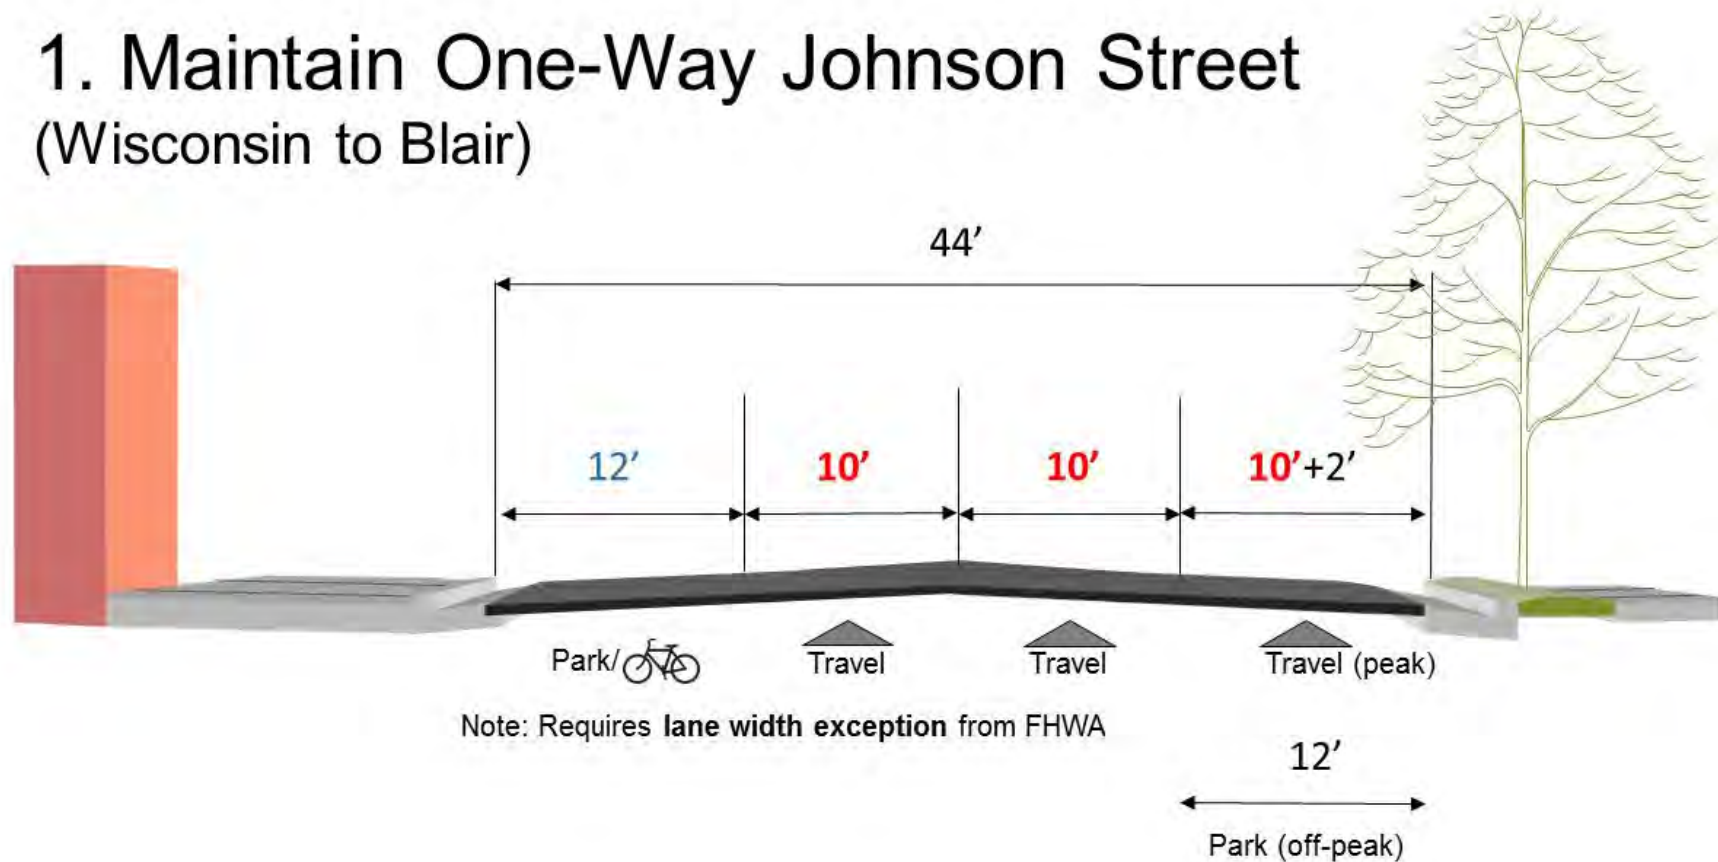 1. Maintain One-Way Johnson Street
(Wisconsin to Blair)
44’
12’
10’
10’
10’+2’
Park/
Travel
Travel
Travel (peak)
Note: Requires lane width exception from FHWA
12’
Park (off-peak)